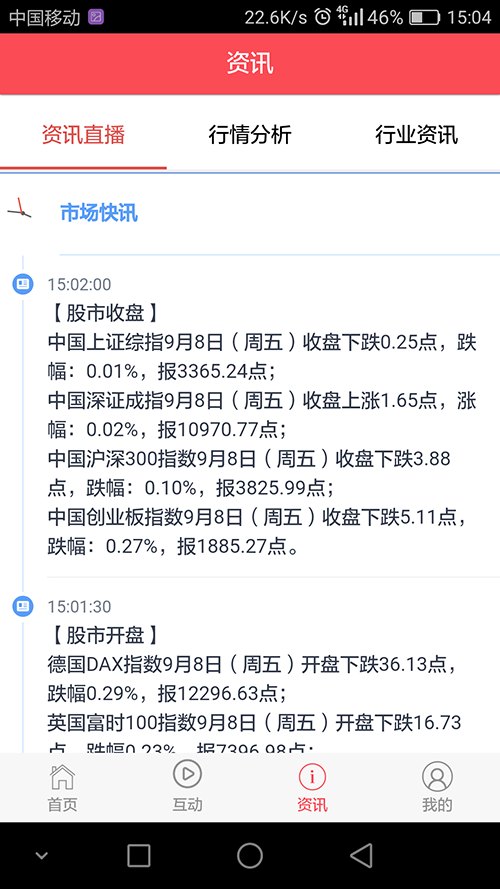 中国移动 22.6K/s 4G 46% 15:04
资讯
资讯直播 行情分析 行业资讯
市场快讯
15:02:00
【股市收盘】
中国上证综指9月8日（周五）收盘下跌0.25点，跌
幅：0.01%，报3365.24点；
中国深证成指9月8日（周五）收盘上涨1.65点，涨
幅：0.02%，报10970.77点；
中国沪深300指数9月8日（周五）收盘下跌3.88
点，跌幅：0.10%，报3825.99点；
中国创业板指数9月8日（周五）收盘下跌5.11点，
跌幅：0.27%，报1885.27点。
15:01:30
【股市开盘】
德国DAX指数9月8日（周五）开盘下跌36.13点，
跌幅0.29%，报12296.63点；
英国富时100指数9月8日（周五）开盘下跌16.73
点，跌幅0.23%，报7396.98点；
首页 互动 资讯 我的